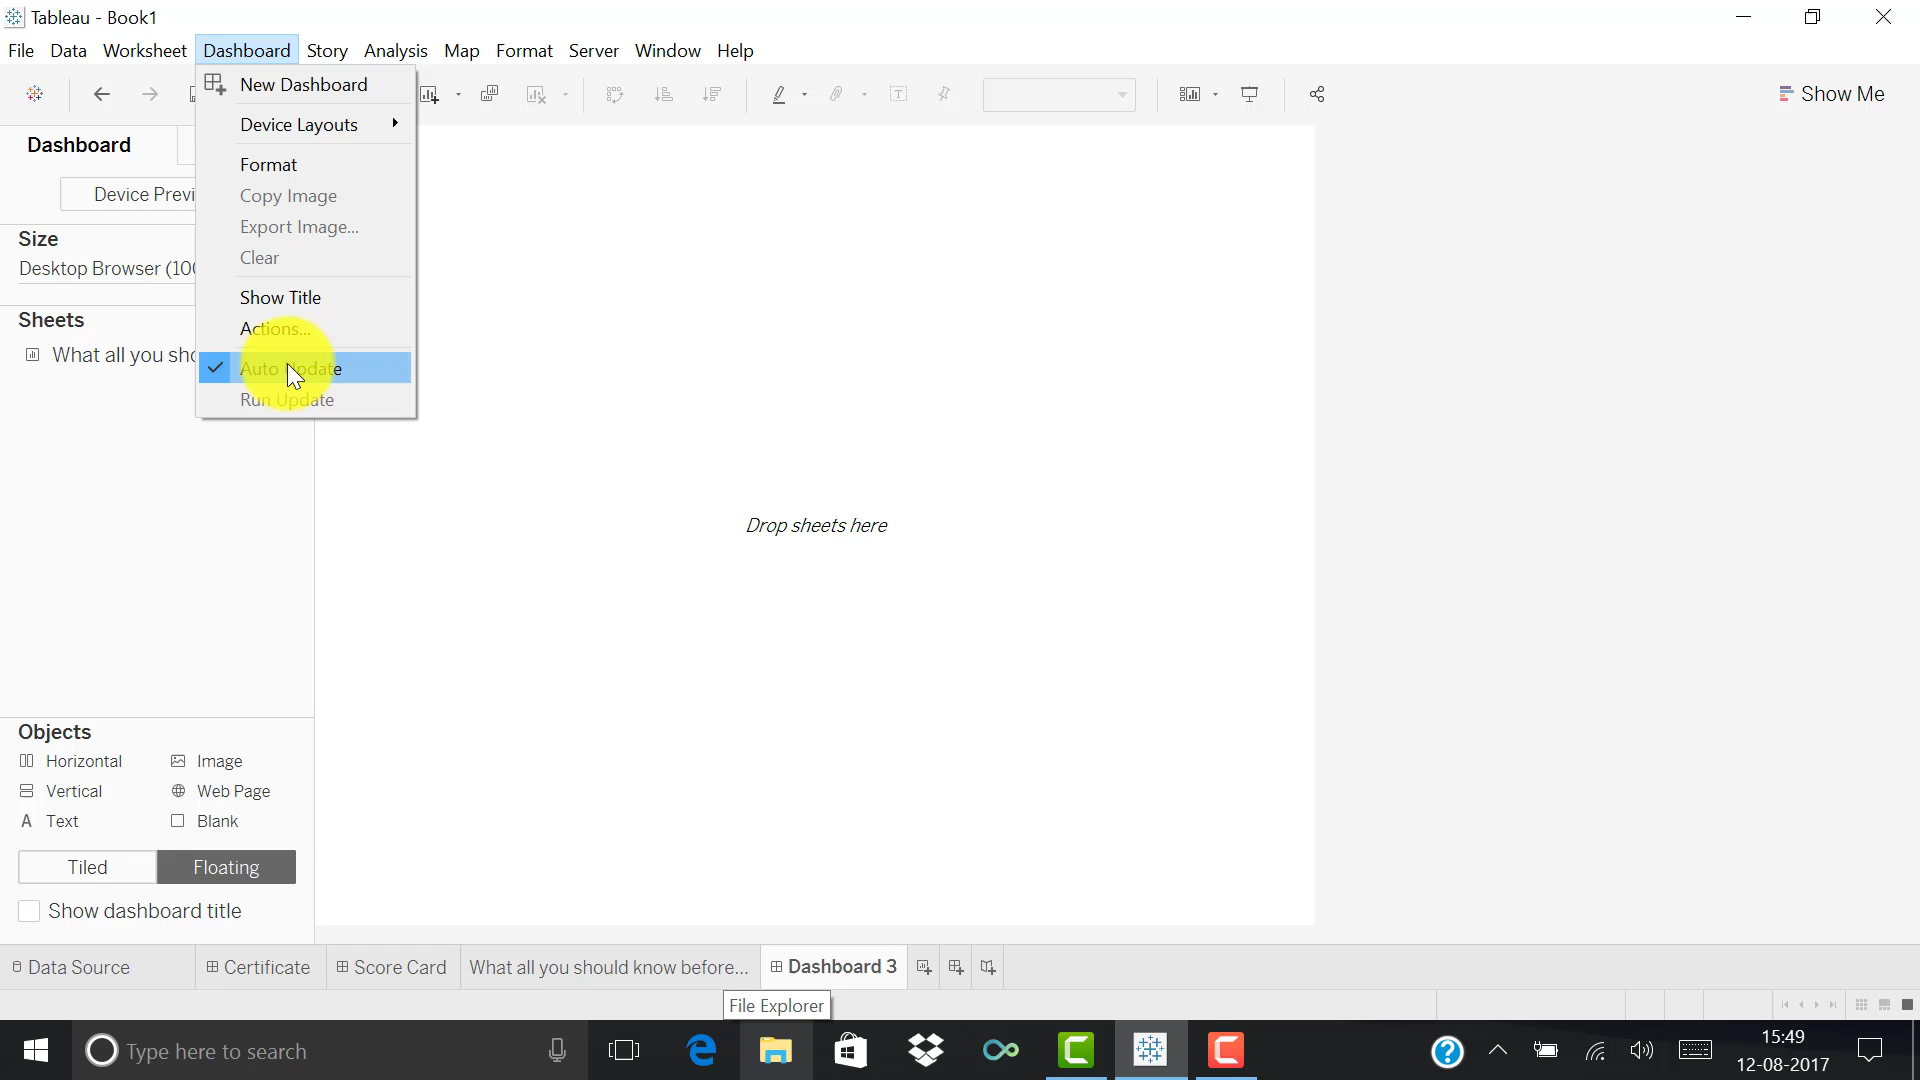 Tableau - Book1
File Data Worksheet Dashboard Story Analysis Map Format Server Window Help
New Dashboard
Device Layouts
Format
Copy Image
Export Image...
Clear
Show Title
Actions...
Auto Update
Run Update
Show Me
Dashboard
Device Previ
Size
Desktop Browser (100
Sheets
What all you sho
Drop sheets here
Objects
Horizontal Image
Vertical Web Page
A Text Blank
Tiled Floating
Show dashboard title
Data Source Certificate Score Card What all you should know before... Dashboard 3
File Explorer
Type here to search
15:49
12-08-2017